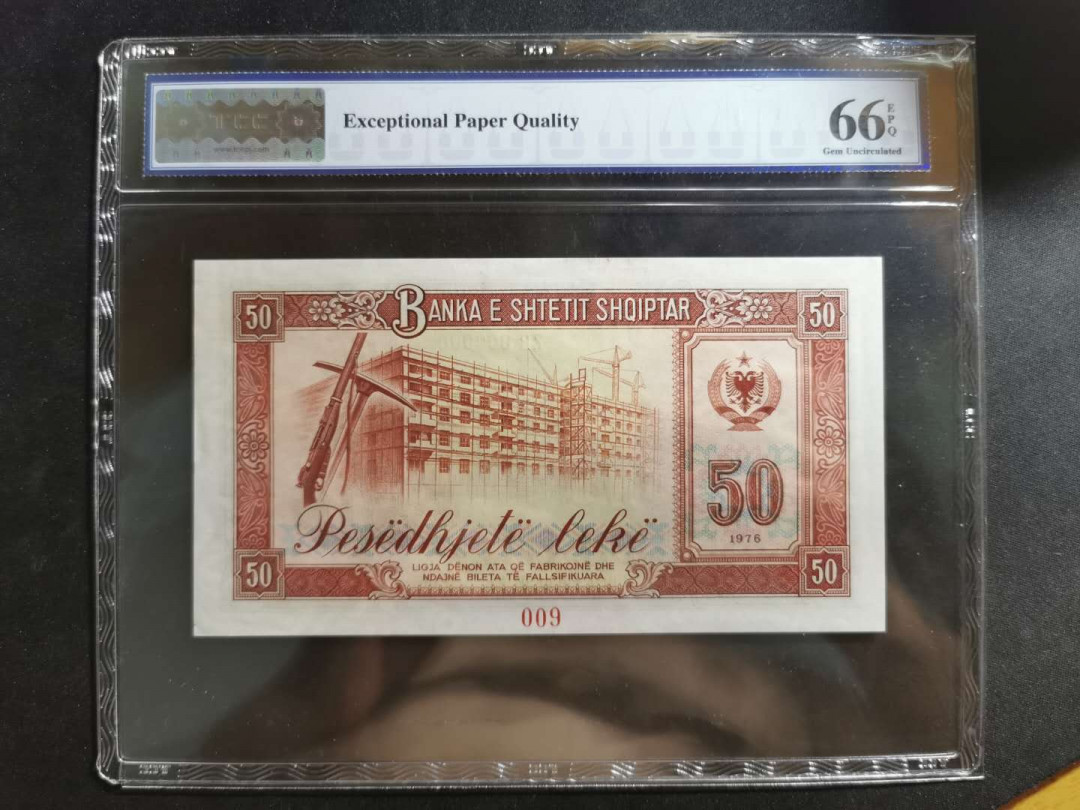 TCC
Exceptional Paper Quality
66 EPQ
Gem Uncirculated
50 BANKA E SHTETIT SHQIPTAR 50
50
1976
Pesëdhjetë lekë
LIGJA DËNON ATA QË FABRIKOJNË DHE
NDAJNË BILETA TË FALLSIFIKUARA
50 50
009